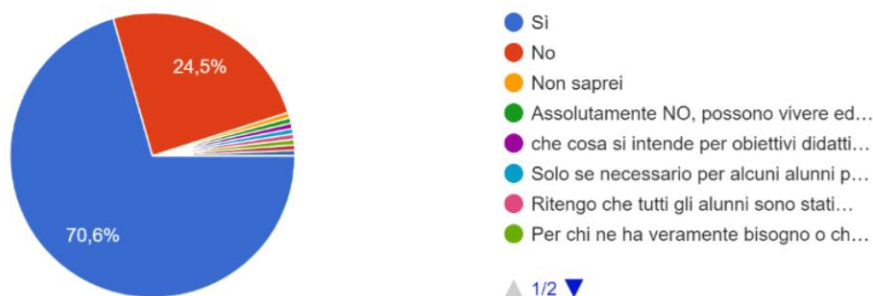 24,5%
70,6%
Sì
No
Non saprei
Assolutamente NO, possono vivere ed...
che cosa si intende per obiettivi didatti...
Solo se necessario per alcuni alunni p...
Ritengo che tutti gli alunni sono stati...
Per chi ne ha veramente bisogno o ch...
1/2